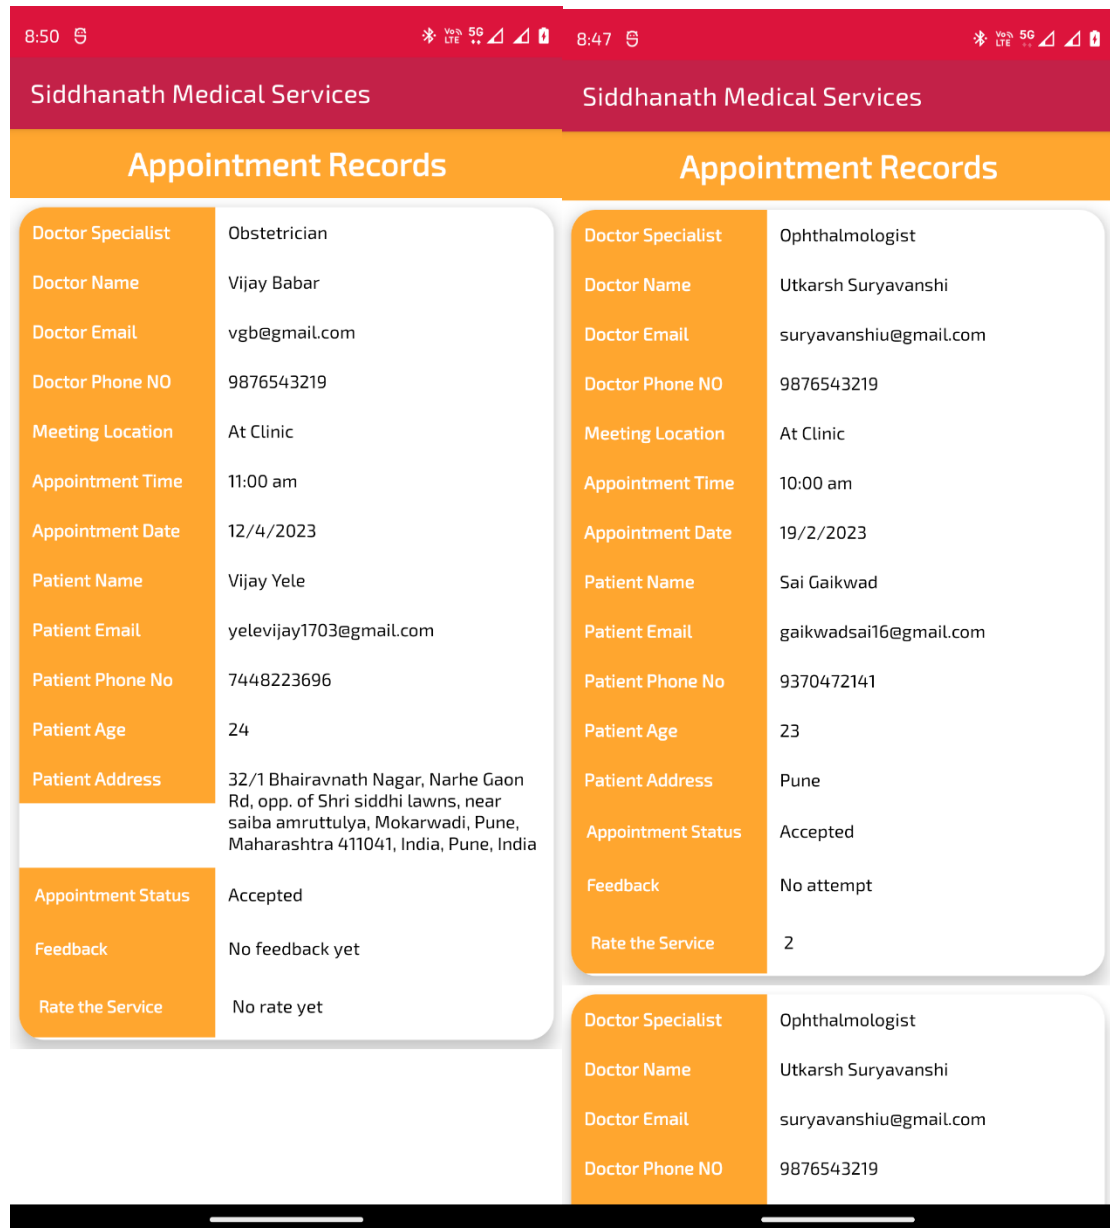 8:50
Vo) LTE 5G
Siddhanath Medical Services
Appointment Records
Doctor Specialist Obstetrician
Doctor Name Vijay Babar
Doctor Email vgb@gmail.com
Doctor Phone NO 9876543219
Meeting Location At Clinic
Appointment Time 11:00 am
Appointment Date 12/4/2023
Patient Name Vijay Yele
Patient Email yelevijay1703@gmail.com
Patient Phone No 7448223696
Patient Age 24
Patient Address 32/1 Bhairavnath Nagar, Narhe Gaon
Rd, opp. of Shri siddhi lawns, near
saiba amruttulya, Mokarwadi, Pune,
Maharashtra 411041, India, Pune, India
Appointment Status Accepted
Feedback No feedback yet
Rate the Service No rate yet
8:47
Vo) LTE 5G
Siddhanath Medical Services
Appointment Records
Doctor Specialist Ophthalmologist
Doctor Name Utkarsh Suryavanshi
Doctor Email suryavanshiu@gmail.com
Doctor Phone NO 9876543219
Meeting Location At Clinic
Appointment Time 10:00 am
Appointment Date 19/2/2023
Patient Name Sai Gaikwad
Patient Email gaikwadsai16@gmail.com
Patient Phone No 9370472141
Patient Age 23
Patient Address Pune
Appointment Status Accepted
Feedback No attempt
Rate the Service 2
Doctor Specialist Ophthalmologist
Doctor Name Utkarsh Suryavanshi
Doctor Email suryavanshiu@gmail.com
Doctor Phone NO 9876543219